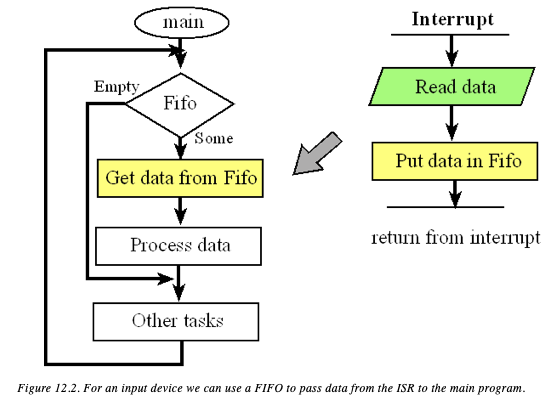 main
Empty
Fifo
Some
Get data from Fifo
Process data
Other tasks
Interrupt
Read data
Put data in Fifo
return from interrupt
Figure 12.2. For an input device we can use a FIFO to pass data from the ISR to the main program.